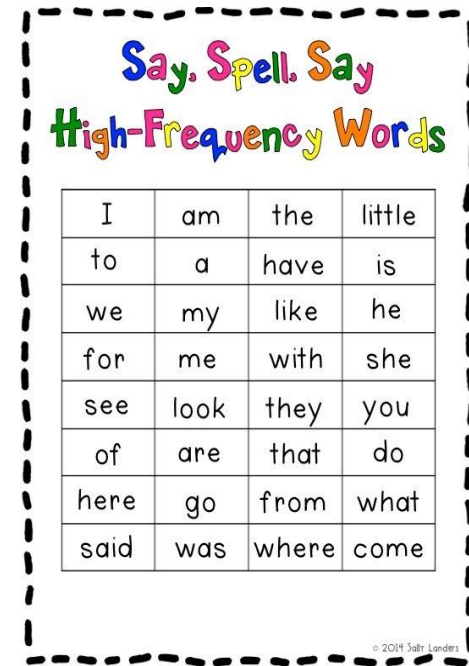 Say, Spell, Say
High-Frequency Words
I am the little
to a have is
we my like he
for me with she
see look they you
of are that do
here go from what
said was where come
© 2014 Sally Landers